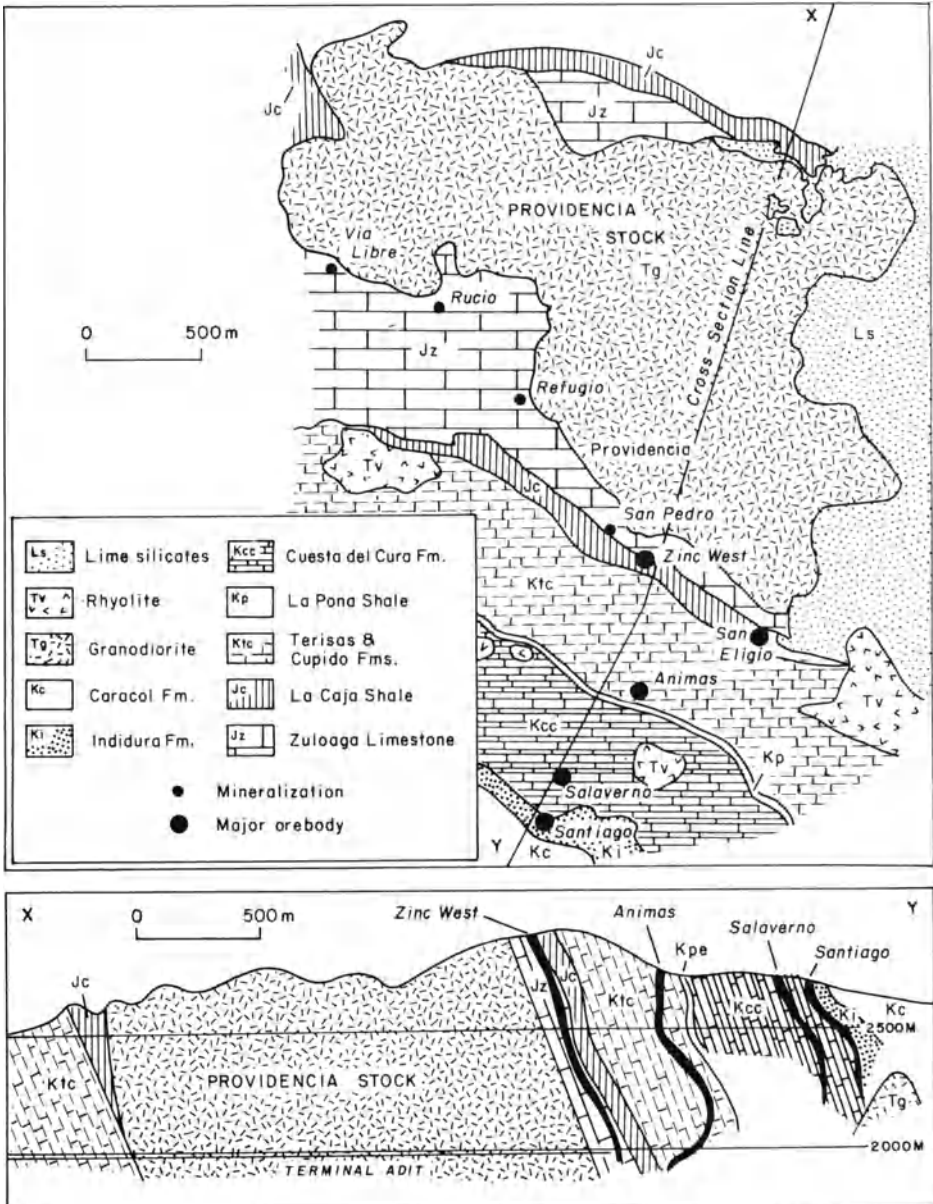 X
Jc
Jc
Jz
PROVIDENCIA
STOCK
Tg
Via
Libre
Rucio
0 500m
Cross-Section Line
Ls
Jz
Refugio
Providencia
Tv
Jc
San Pedro
Zinc West
Ktc
San
Eligio
Animas
Tv
Kcc
Kp
Tv
Salaverno
Santiago
Y
Kc
Ki
Ls Lime silicates
Tv Rhyolite
Tg Granodiorite
Kc Caracol Fm.
Ki Indidura Fm.
Kcc Cuesta del Cura Fm.
Kp La Pona Shale
Ktc Terisas &
Cupido Fms.
Jc La Caja Shale
Jz Zuloaga Limestone
Mineralization
Major orebody
X
0 500m
Zinc West
Animas
Kpe
Salaverno
Santiago
Y
Jc
Jz
Jc
Ktc
Kcc
Ki
Kc
2500M
Ktc
PROVIDENCIA STOCK
Tg
2000M
TERMINAL ADIT